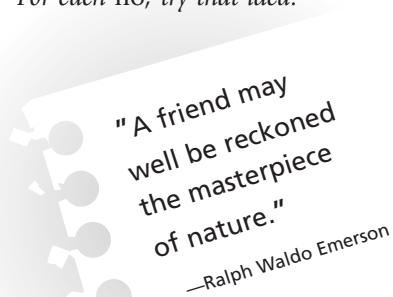 For each no, try that idea.
"A friend may
well be reckoned
the masterpiece
of nature."
—Ralph Waldo Emerson